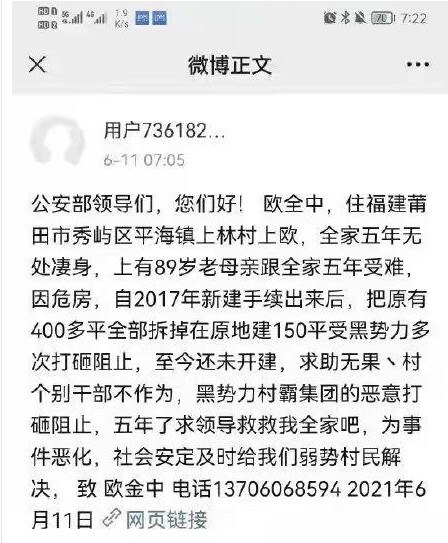 HD1 5G 4G 1.9 70 7:22
HD2 K/s
微博正文
用户736182...
6-11 07:05
公安部领导们，您们好！ 欧全中，住福建莆
田市秀屿区平海镇上林村上欧，全家五年无
处凄身，上有89岁老母亲跟全家五年受难，
因危房，自2017年新建手续出来后，把原有
400多平全部拆掉在原地建150平受黑势力多
次打砸阻止，至今还未开建，求助无果丶村
个别干部不作为，黑势力村霸集团的恶意打
砸阻止，五年了求领导救救我全家吧，为事
件恶化，社会安定及时给我们弱势村民解
决， 致 欧金中 电话13706068594 2021年6
月11日 网页链接